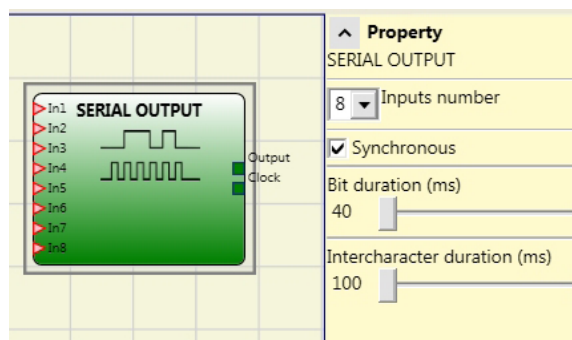 In1 SERIAL OUTPUT
In2
In3
In4
In5
In6
In7
In8
Output
Clock
Property
SERIAL OUTPUT
8 Inputs number
Synchronous
Bit duration (ms)
40
Intercharacter duration (ms)
100